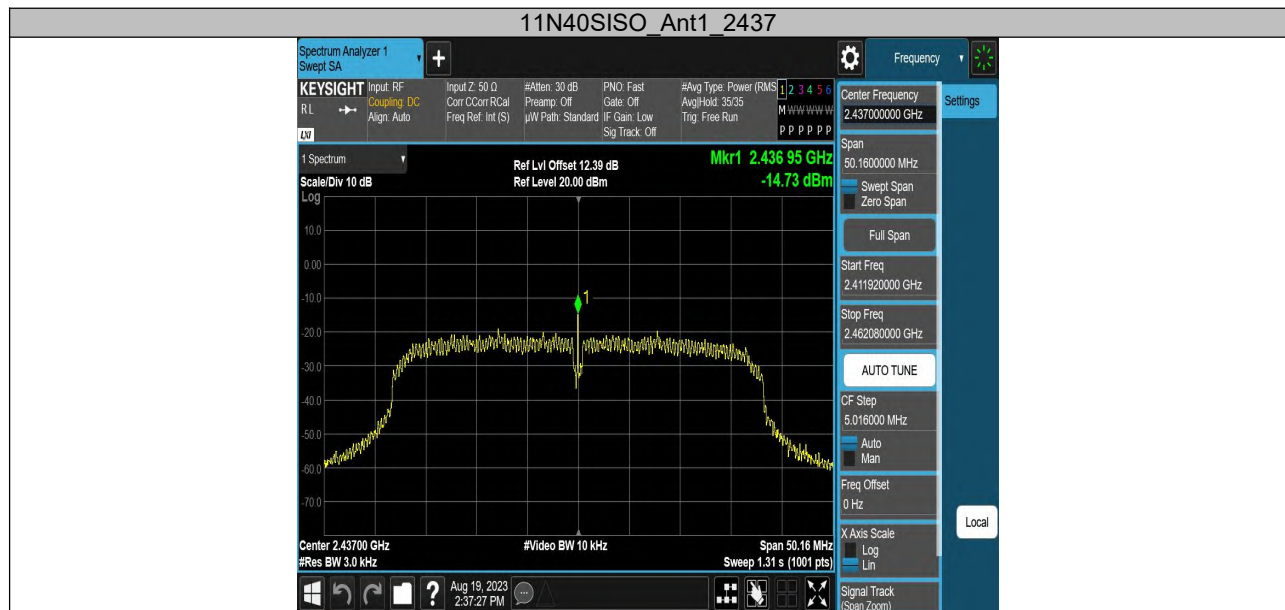 11N40SISO_Ant1_2437
Spectrum Analyzer 1
Swept SA
Frequency
KEYSIGHT
R L
LXI
Input: RF
Coupling: DC
Align: Auto
Input Z: 50 Ω
Corr CCorr RCal
Freq Ref: Int (S)
#Atten: 30 dB
Preamp: Off
µW Path: Standard
PNO: Fast
Gate: Off
IF Gain: Low
Sig Track: Off
#Avg Type: Power (RMS
Avg|Hold: 35/35
Trig: Free Run
1 2 3 4 5 6
M W W W W W
P P P P P P
1 Spectrum
Scale/Div 10 dB
Ref Lvl Offset 12.39 dB
Ref Level 20.00 dBm
Mkr1 2.436 95 GHz
-14.73 dBm
Log
10.0
0.00
-10.0
-20.0
-30.0
-40.0
-50.0
-60.0
-70.0
1
Center 2.43700 GHz
#Res BW 3.0 kHz
#Video BW 10 kHz
Span 50.16 MHz
Sweep 1.31 s (1001 pts)
?
Aug 19, 2023
2:37:27 PM
Center Frequency
2.437000000 GHz
Span
50.1600000 MHz
Swept Span
Zero Span
Full Span
Start Freq
2.411920000 GHz
Stop Freq
2.462080000 GHz
AUTO TUNE
CF Step
5.016000 MHz
Auto
Man
Freq Offset
0 Hz
X Axis Scale
Log
Lin
Signal Track
(Span Zoom)
Settings
Local